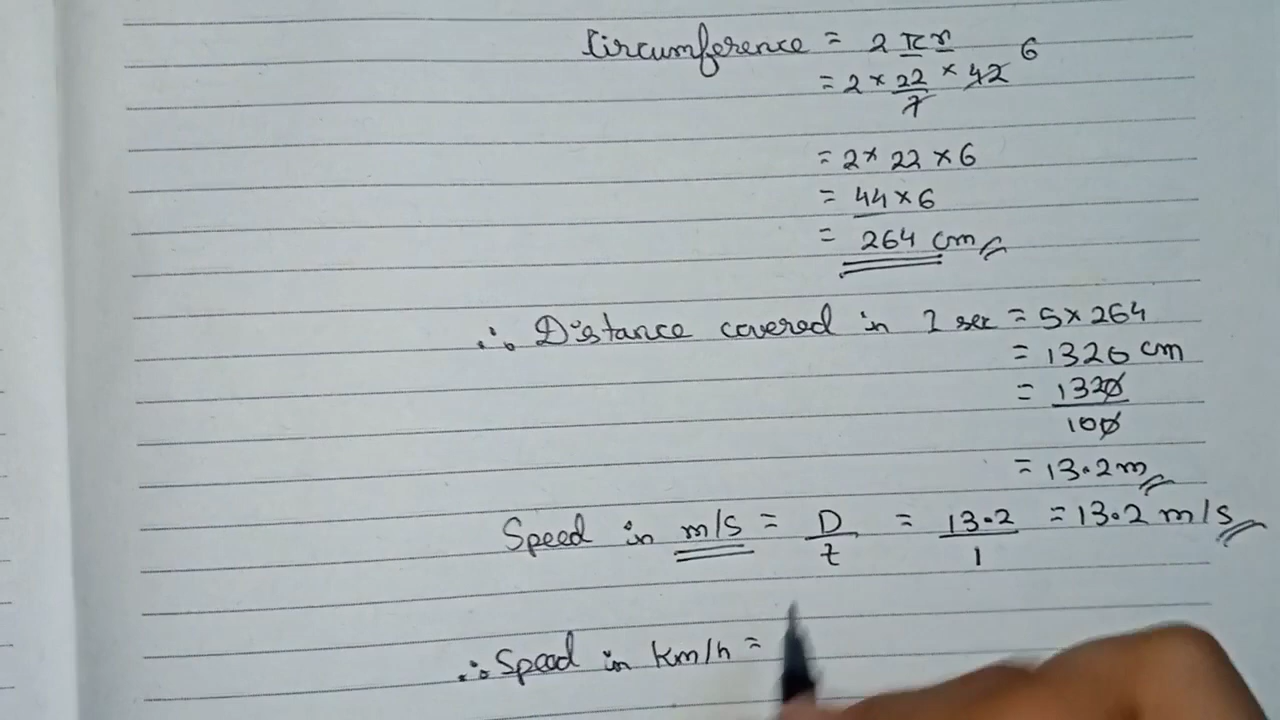 Circumference = 2πr
= 2 × 22/7 × 42 6
= 2 × 22 × 6
= 44 × 6
= 264 cm
∴ Distance covered in 1 sec = 5 × 264
= 1320 cm
= 1320/100
= 13.2m
Speed in m/s = D/t = 13.2/1 = 13.2 m/s
∴ Speed in Km/h =